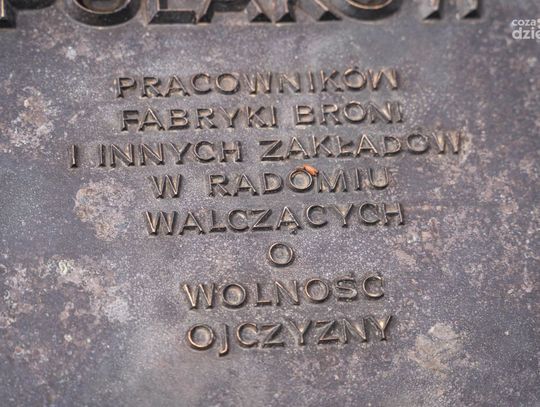 PRACOWNIKÓW
FABRYKI BRONI
I INNYCH ZAKŁADÓW
W RADOMIU
WALCZĄCYCH
O
WOLNOŚĆ
OJCZYZNY